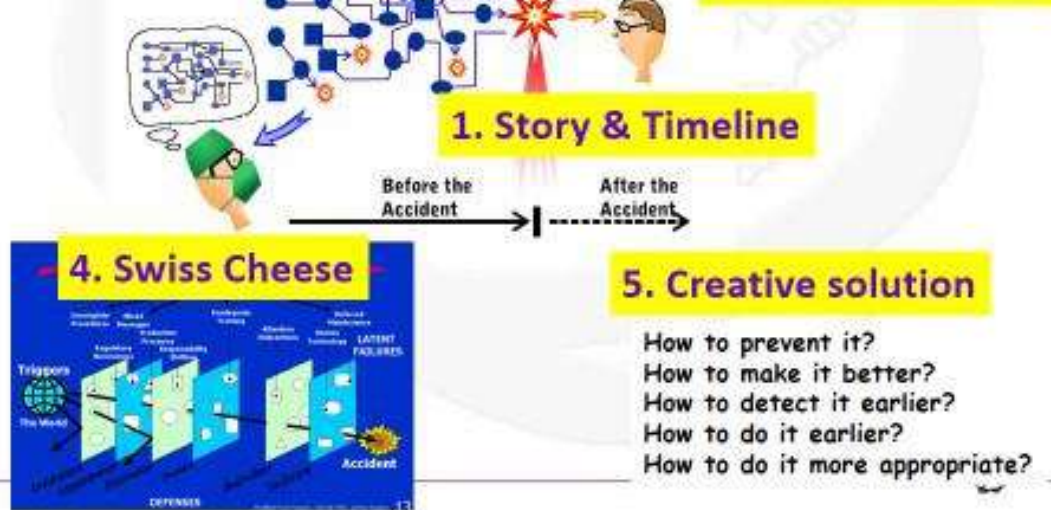 1. Story & Timeline
Before the
Accident
After the
Accident
4. Swiss Cheese
5. Creative solution
LATENT
FAILURES
Triggers
The World
Accident
DEFENSES
13
How to prevent it?
How to make it better?
How to detect it earlier?
How to do it earlier?
How to do it more appropriate?